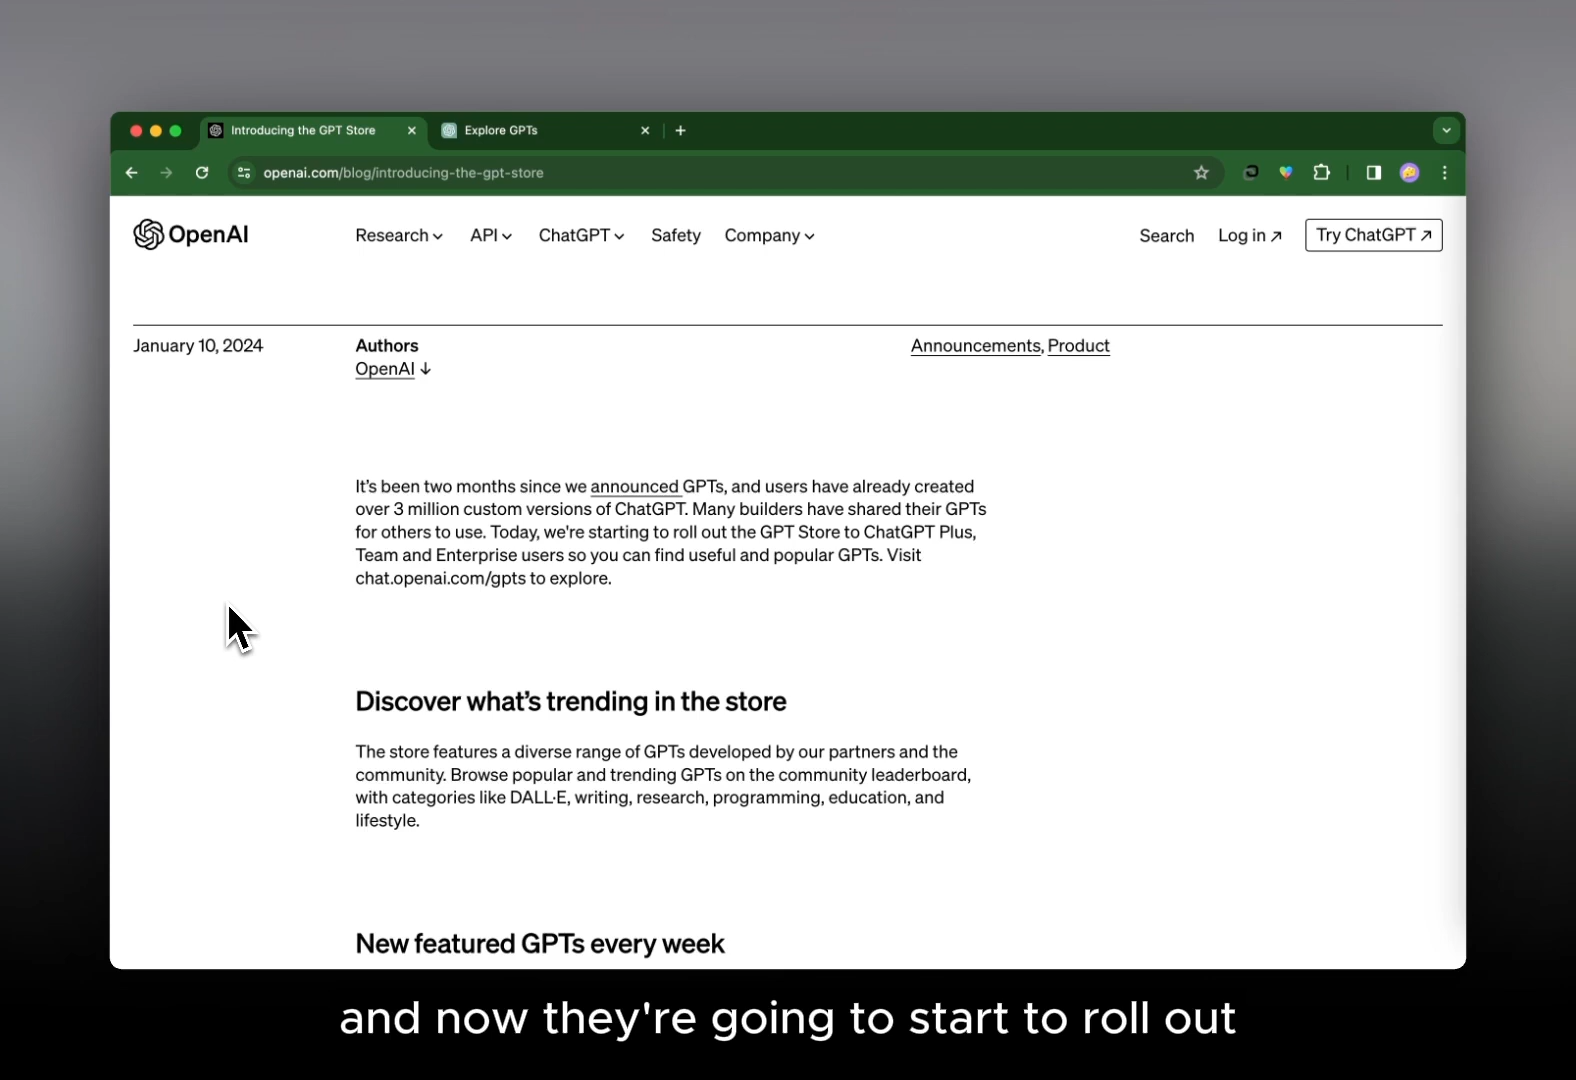 Introducing the GPT Store
Explore GPTs
openai.com/blog/introducing-the-gpt-store
OpenAI
Research
API
ChatGPT
Safety
Company
Search
Log in ↗
Try ChatGPT ↗
January 10, 2024
Authors
OpenAI ↓
Announcements, Product
It's been two months since we announced GPTs, and users have already created
over 3 million custom versions of ChatGPT. Many builders have shared their GPTs
for others to use. Today, we're starting to roll out the GPT Store to ChatGPT Plus,
Team and Enterprise users so you can find useful and popular GPTs. Visit
chat.openai.com/gpts to explore.
Discover what's trending in the store
The store features a diverse range of GPTs developed by our partners and the
community. Browse popular and trending GPTs on the community leaderboard,
with categories like DALL·E, writing, research, programming, education, and
lifestyle.
New featured GPTs every week
and now they're going to start to roll out